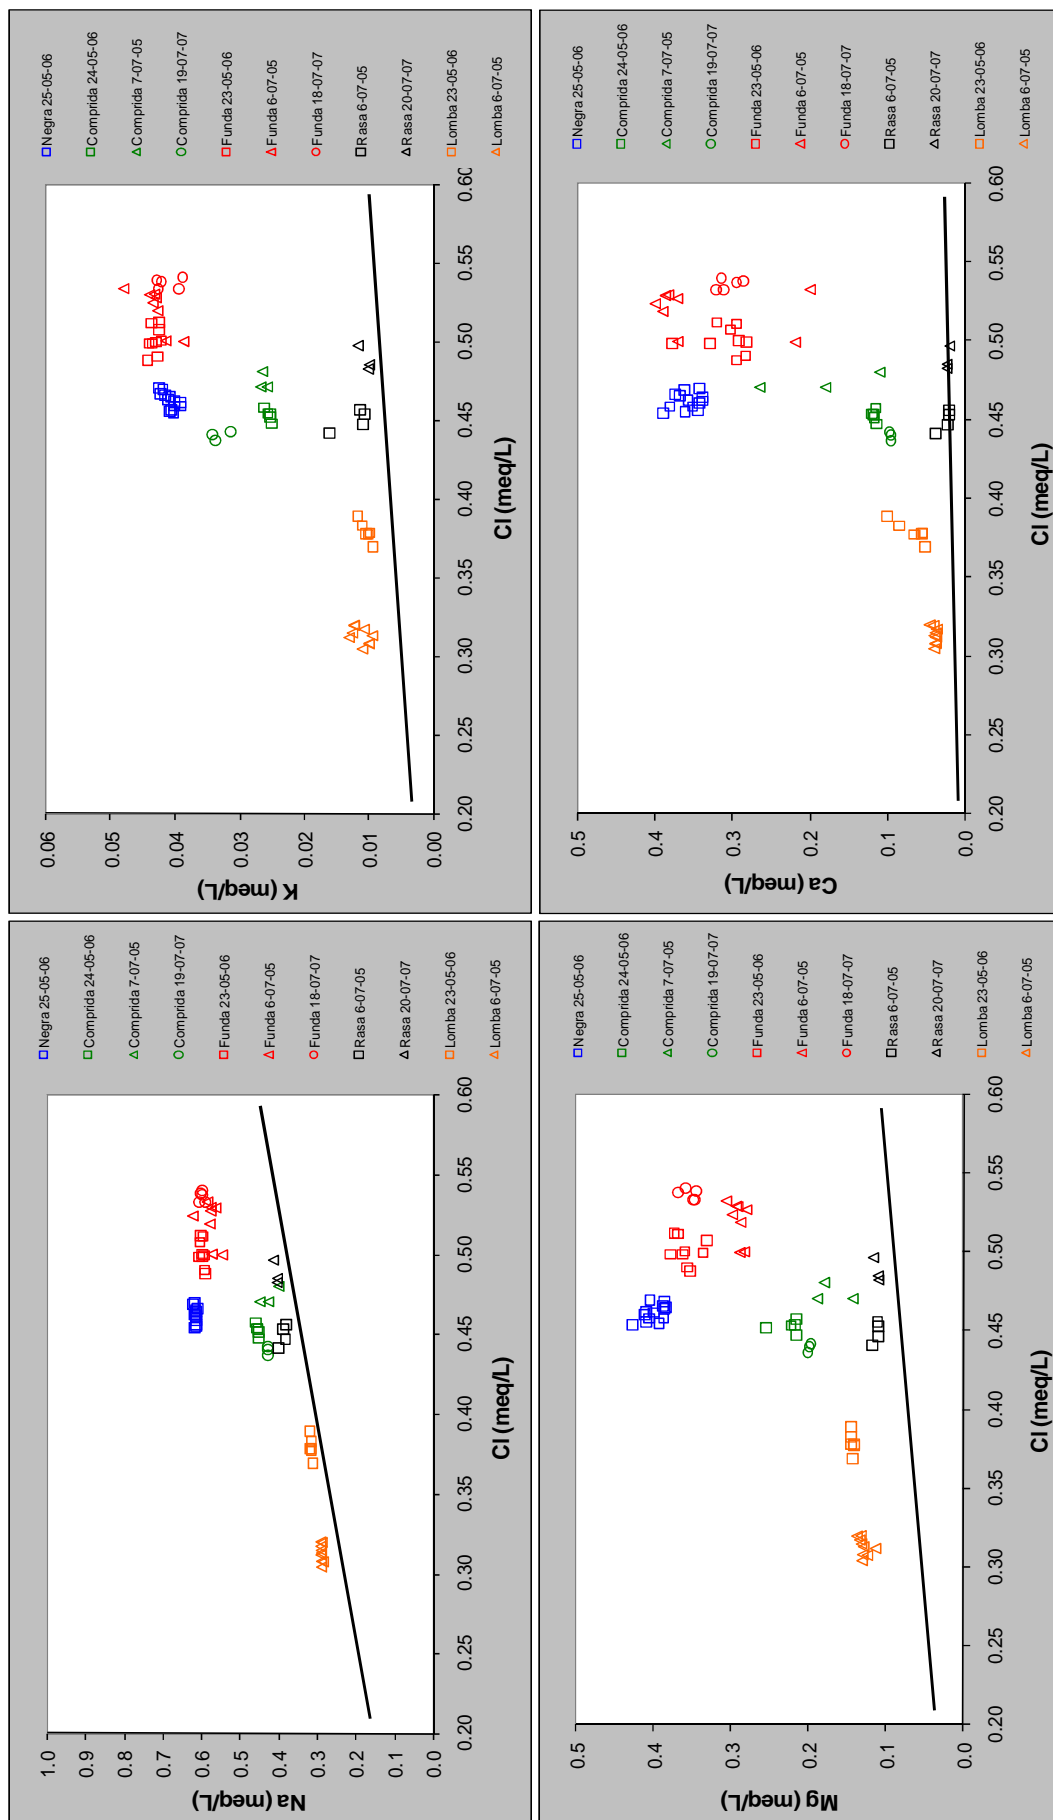 Na (meq/L)
1.0
0.9
0.8
0.7
0.6
0.5
0.4
0.3
0.2
0.1
0.0
0.20 0.25 0.30 0.35 0.40 0.45 0.50 0.55 0.60
Cl (meq/L)
Negra 25-05-06
Comprida 24-05-06
Comprida 7-07-05
Comprida 19-07-07
Funda 23-05-06
Funda 6-07-05
Funda 18-07-07
Rasa 6-07-05
Rasa 20-07-07
Lomba 23-05-06
Lomba 6-07-05
K (meq/L)
0.06
0.05
0.04
0.03
0.02
0.01
0.00
0.20 0.25 0.30 0.35 0.40 0.45 0.50 0.55 0.60
Cl (meq/L)
Negra 25-05-06
Comprida 24-05-06
Comprida 7-07-05
Comprida 19-07-07
Funda 23-05-06
Funda 6-07-05
Funda 18-07-07
Rasa 6-07-05
Rasa 20-07-07
Lomba 23-05-06
Lomba 6-07-05
Mg (meq/L)
0.5
0.4
0.3
0.2
0.1
0.0
0.20 0.25 0.30 0.35 0.40 0.45 0.50 0.55 0.60
Cl (meq/L)
Negra 25-05-06
Comprida 24-05-06
Comprida 7-07-05
Comprida 19-07-07
Funda 23-05-06
Funda 6-07-05
Funda 18-07-07
Rasa 6-07-05
Rasa 20-07-07
Lomba 23-05-06
Lomba 6-07-05
Ca (meq/L)
0.5
0.4
0.3
0.2
0.1
0.0
0.20 0.25 0.30 0.35 0.40 0.45 0.50 0.55 0.60
Cl (meq/L)
Negra 25-05-06
Comprida 24-05-06
Comprida 7-07-05
Comprida 19-07-07
Funda 23-05-06
Funda 6-07-05
Funda 18-07-07
Rasa 6-07-05
Rasa 20-07-07
Lomba 23-05-06
Lomba 6-07-05